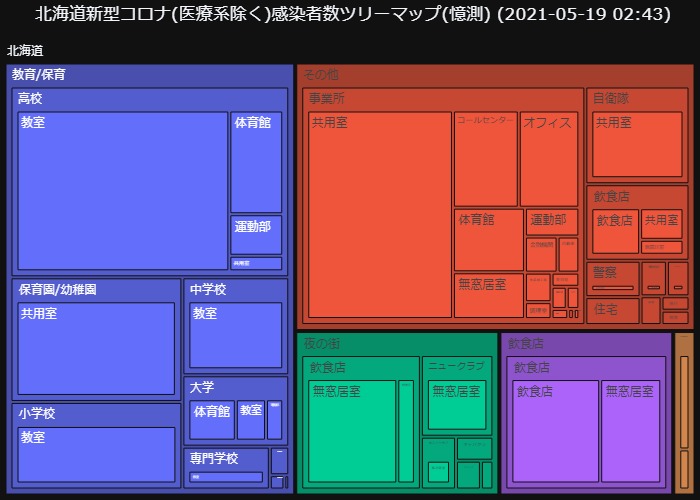 北海道新型コロナ(医療系除く)感染者数ツリーマップ(憶測) (2021-05-19 02:43)
北海道
教育/保育
高校
教室
体育館
運動部
共用室
保育園/幼稚園
共用室
中学校
教室
大学
体育館
教室
小学校
教室
専門学校
その他
事業所
共用室
コールセンター
オフィス
体育館
運動部
無窓居室
自衛隊
共用室
飲食店
飲食店
共用室
警察
住宅
夜の街
飲食店
無窓居室
ニュークラブ
無窓居室
飲食店
飲食店
飲食店
無窓居室